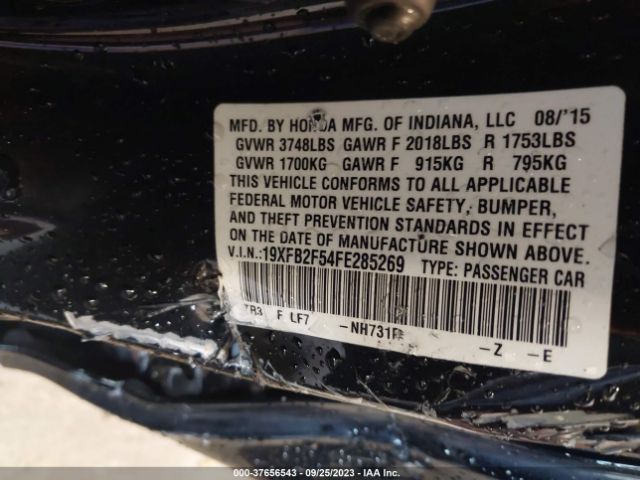 MFD. BY HONDA MFG. OF INDIANA, LLC 08/'15
GVWR 3748LBS GAWR F 2018LBS R 1753LBS
GVWR 1700KG GAWR F 915KG R 795KG
THIS VEHICLE CONFORMS TO ALL APPLICABLE
FEDERAL MOTOR VEHICLE SAFETY, BUMPER,
AND THEFT PREVENTION STANDARDS IN EFFECT
ON THE DATE OF MANUFACTURE SHOWN ABOVE.
V.I.N.:19XFB2F54FE285269 TYPE: PASSENGER CAR
TR3 F LF7 -NH731P -Z -E
000-37656543 - 09/25/2023 - IAA Inc.